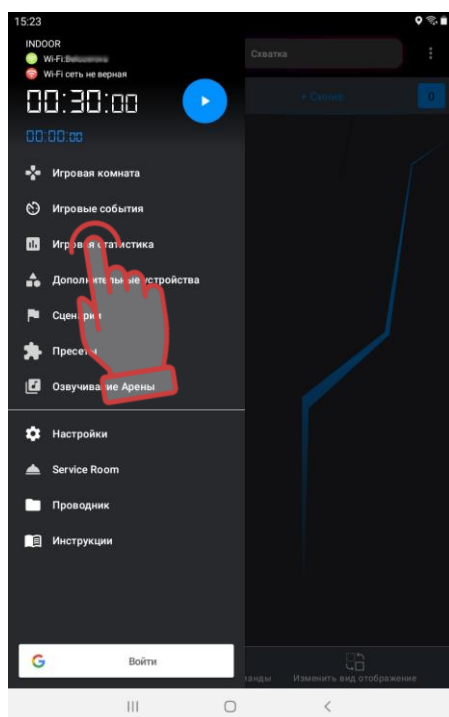 15:23
INDOOR
Wi-Fi:
Wi-Fi сеть не верная
Схватка
00:30:00
+ Синие
0
00:00:00
Игровая комната
Игровые события
Игровая статистика
Дополнительные устройства
Сценарии
Пресеты
Озвучивание Арены
Настройки
Service Room
Проводник
Инструкции
G
Войти
Изменить вид отображение